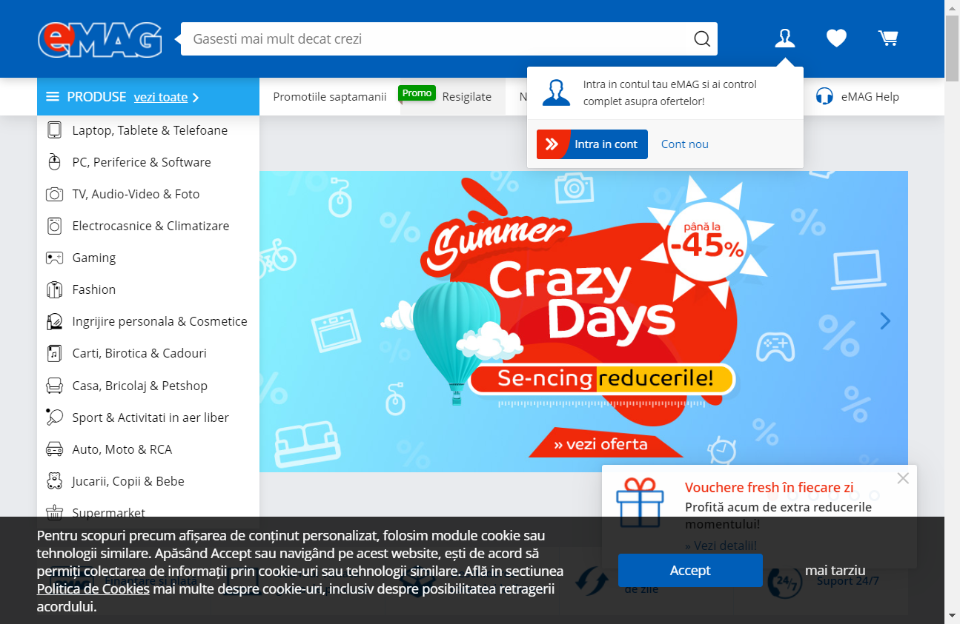 eMAG
Gasesti mai mult decat crezi
Intra in contul tau eMAG si ai control
complet asupra ofertelor!
Intra in cont
Cont nou
PRODUSE vezi toate
Promotiile saptamanii
Promo
Resigilate
N
eMAG Help
Laptop, Tablete & Telefoane
PC, Periferice & Software
TV, Audio-Video & Foto
Electrocasnice & Climatizare
Gaming
Fashion
Ingrijire personala & Cosmetice
Carti, Birotica & Cadouri
Casa, Bricolaj & Petshop
Sport & Activitati in aer liber
Auto, Moto & RCA
Jucarii, Copii & Bebe
Supermarket
Summer
Crazy
Days
până la
-45%
Se-ncing reducerile!
» vezi oferta
Vouchere fresh în fiecare zi
Profită acum de extra reducerile
momentului!
» Vezi detalii!
Pentru scopuri precum afișarea de conținut personalizat, folosim module cookie sau
tehnologii similare. Apăsând Accept sau navigând pe acest website, ești de acord să
permiți colectarea de informații prin cookie-uri sau tehnologii similare. Află in sectiunea
Politica de Cookies mai multe despre cookie-uri, inclusiv despre posibilitatea retragerii
acordului.
Accept
mai tarziu
de zile
24/7
Suport 24/7